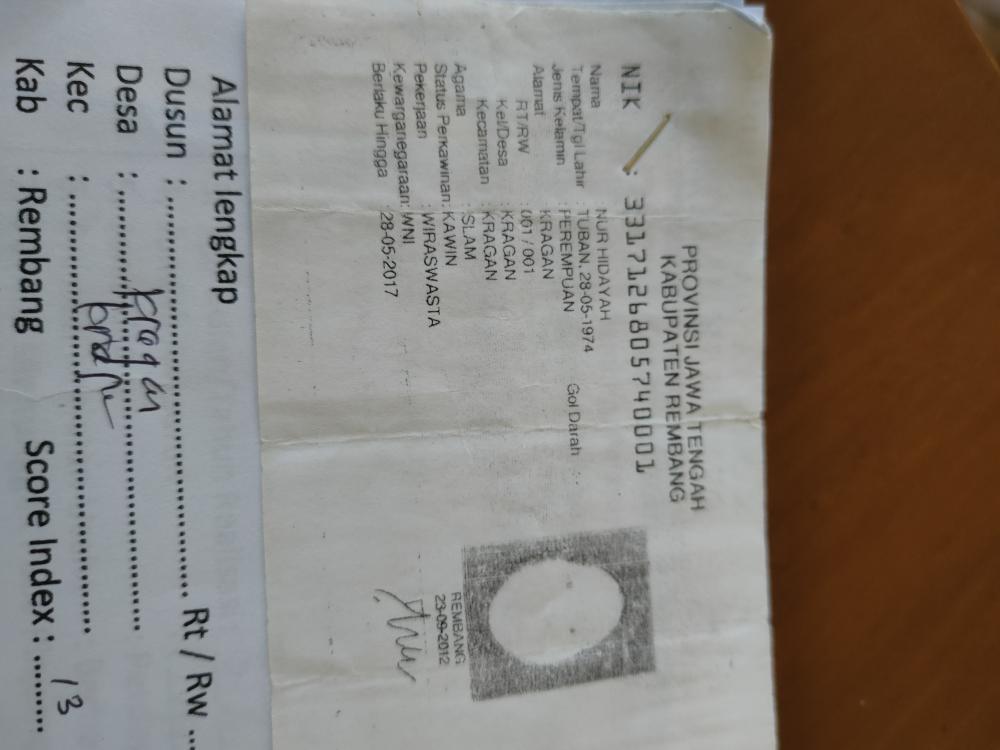 PROVINSI JAWA TENGAH
KABUPATEN REMBANG
NIK : 3317126805740001
Nama : NUR HIDAYAH
Tempat/Tgl Lahir : TUBAN, 28-05-1974
Jenis Kelamin : PEREMPUAN Gol Darah :-
Alamat : KRAGAN
RT/RW : 001 / 001
Kel/Desa : KRAGAN
Kecamatan : KRAGAN
Agama : ISLAM
Status Perkawinan: KAWIN
Pekerjaan : WIRASWASTA
Kewarganegaraan: WNI
Berlaku Hingga : 28-05-2017
REMBANG
23-09-2012
Alamat lengkap
Dusun : ........................................ Rt / Rw ...
Desa : ........ kragan ........................
Kec : ........................................
Kab : Rembang Score Index : 13